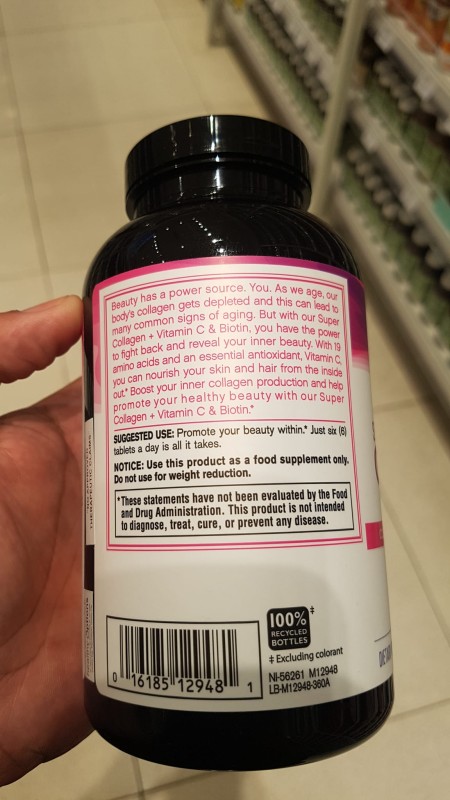 Beauty has a power source. You. As we age, our
body's collagen gets depleted and this can lead to
many common signs of aging. But with our Super
Collagen + Vitamin C & Biotin, you have the power
to fight back and reveal your inner beauty. With 19
amino acids and an essential antioxidant, Vitamin C,
you can nourish your skin and hair from the inside
out.* Boost your inner collagen production and help
promote your healthy beauty with our Super
Collagen + Vitamin C & Biotin.*
SUGGESTED USE: Promote your beauty within.* Just six (6)
tablets a day is all it takes.
NOTICE: Use this product as a food supplement only.
Do not use for weight reduction.
*These statements have not been evaluated by the Food
and Drug Administration. This product is not intended
to diagnose, treat, cure, or prevent any disease.
THERAPEUTIC CLAIMS
100%‡
RECYCLED
BOTTLES
‡ Excluding colorant
NI-56261 M12948
LB-M12948-360A
0 16185 12948 1